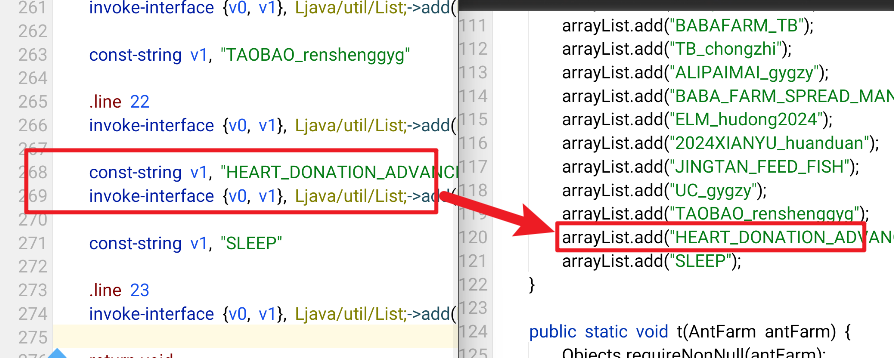 261 invoke-interface {v0, v1}, Ljava/util/List;->add(
262
263 const-string v1, "TAOBAO_renshenggyg"
264
265 .line 22
266 invoke-interface {v0, v1}, Ljava/util/List;->add(
267
268 const-string v1, "HEART_DONATION_ADVANCE
269 invoke-interface {v0, v1}, Ljava/util/List;->add(
270
271 const-string v1, "SLEEP"
272
273 .line 23
274 invoke-interface {v0, v1}, Ljava/util/List;->add(
275
return-void
111 arrayList.add("BABAFARM_TB");
112 arrayList.add("TB_chongzhi");
113 arrayList.add("ALIPAIMAI_gygzy");
114 arrayList.add("BABA_FARM_SPREAD_MAN
115 arrayList.add("ELM_hudong2024");
116 arrayList.add("2024XIANYU_huanduan");
117 arrayList.add("JINGTAN_FEED_FISH");
118 arrayList.add("UC_gygzy");
119 arrayList.add("TAOBAO_renshenggyg");
120 arrayList.add("HEART_DONATION_ADVANC
121 arrayList.add("SLEEP");
122 }
123
124 public static void t(AntFarm antFarm) {
125 Objects.requireNonNull(antFarm);